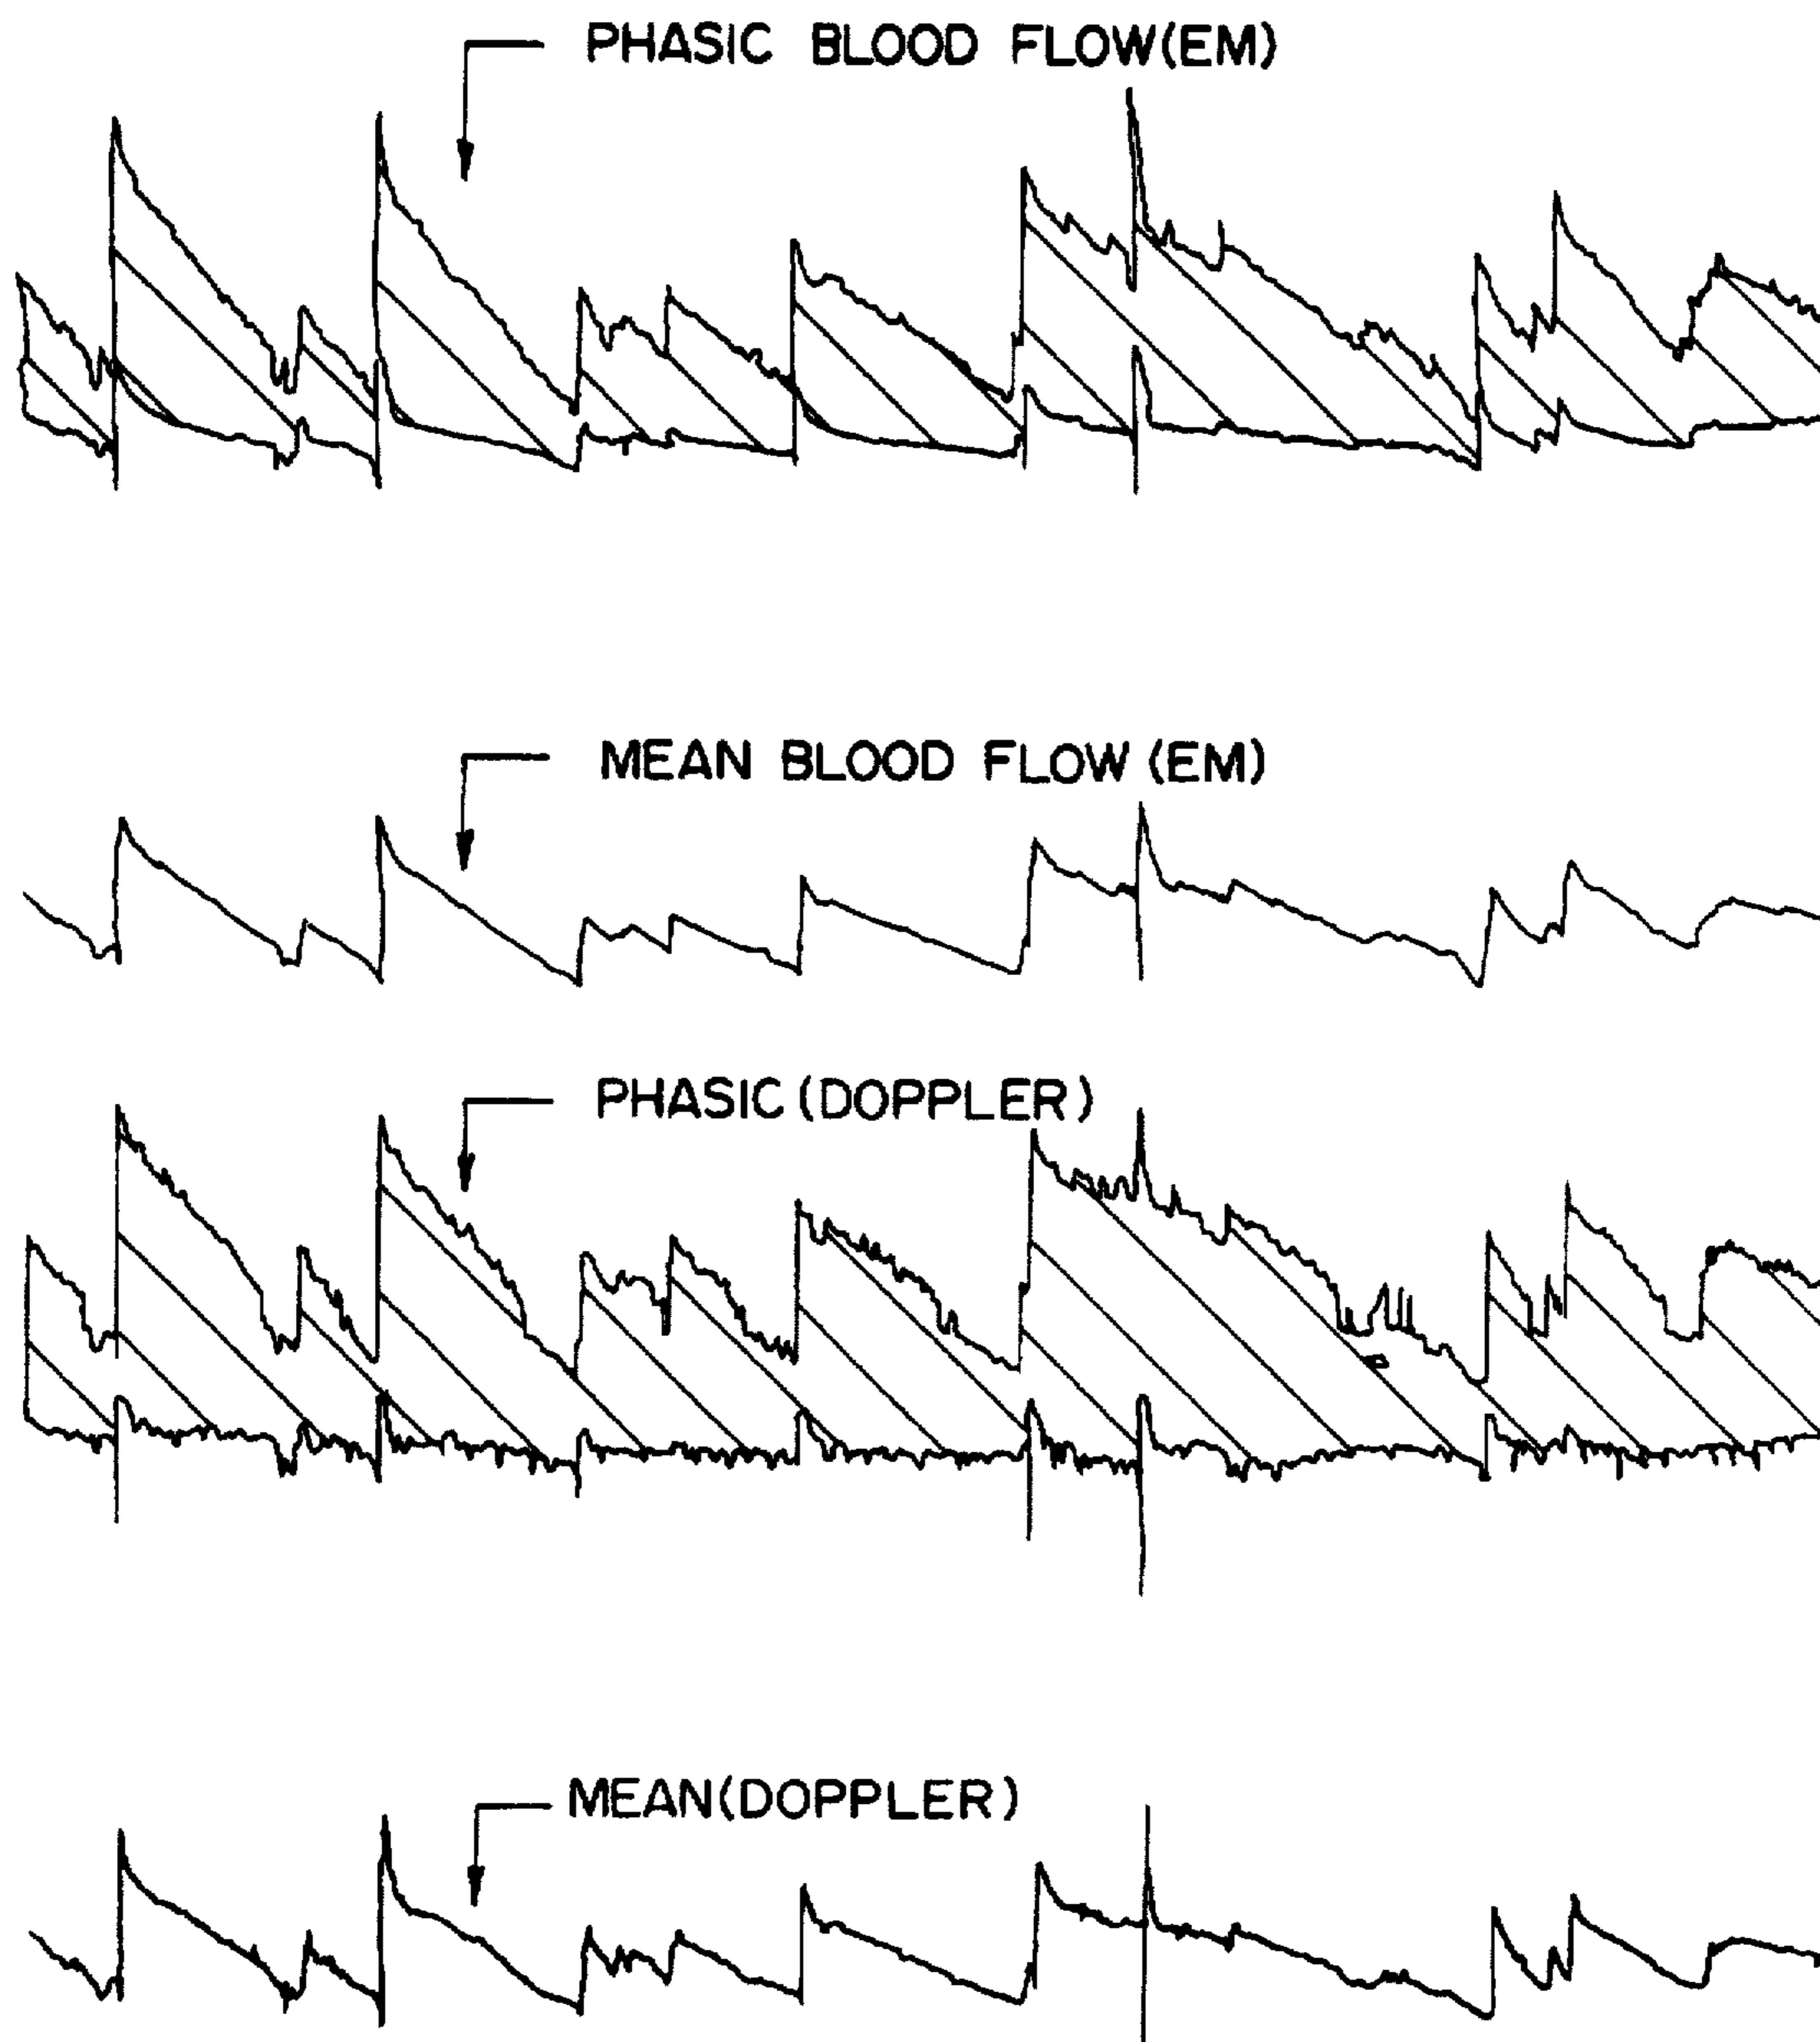 PHASIC BLOOD FLOW(EM)
MEAN BLOOD FLOW (EM)
PHASIC (DOPPLER)
MEAN(DOPPLER)